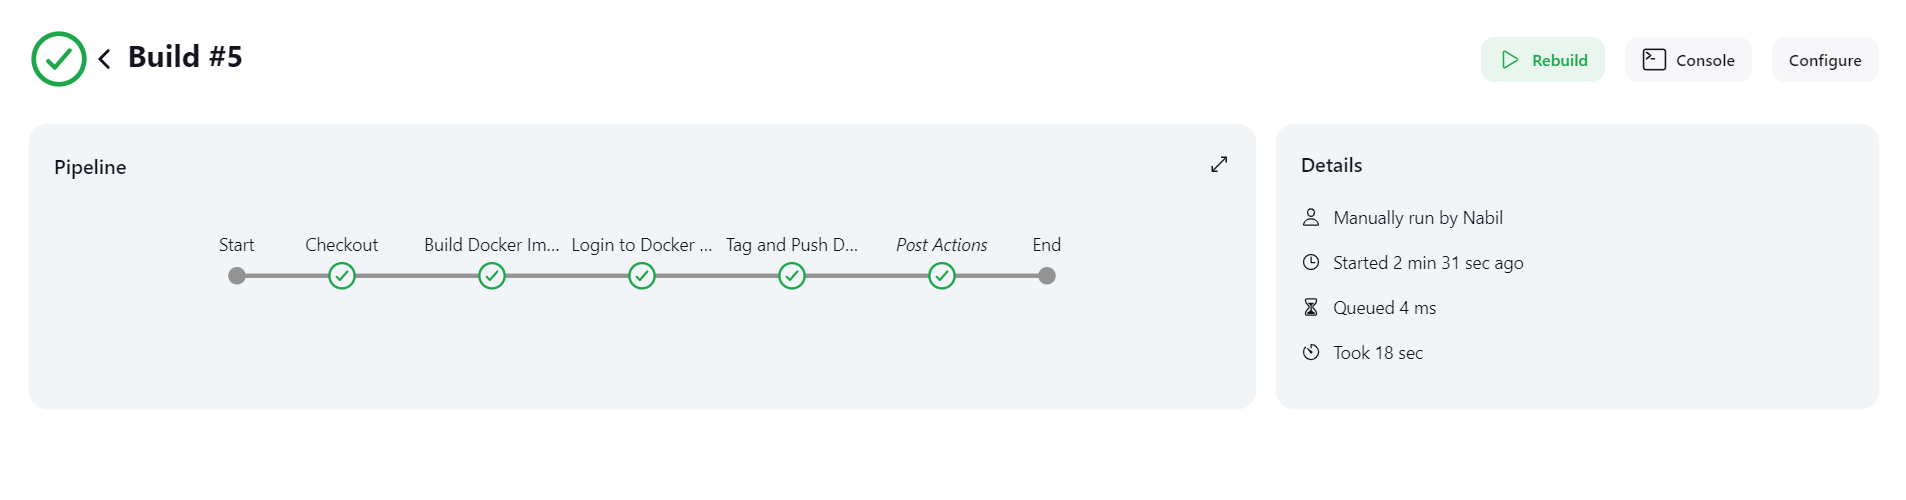 Build #5
Rebuild
Console
Configure
Pipeline
Start
Checkout
Build Docker Im...
Login to Docker ...
Tag and Push D...
Post Actions
End
Details
Manually run by Nabil
Started 2 min 31 sec ago
Queued 4 ms
Took 18 sec